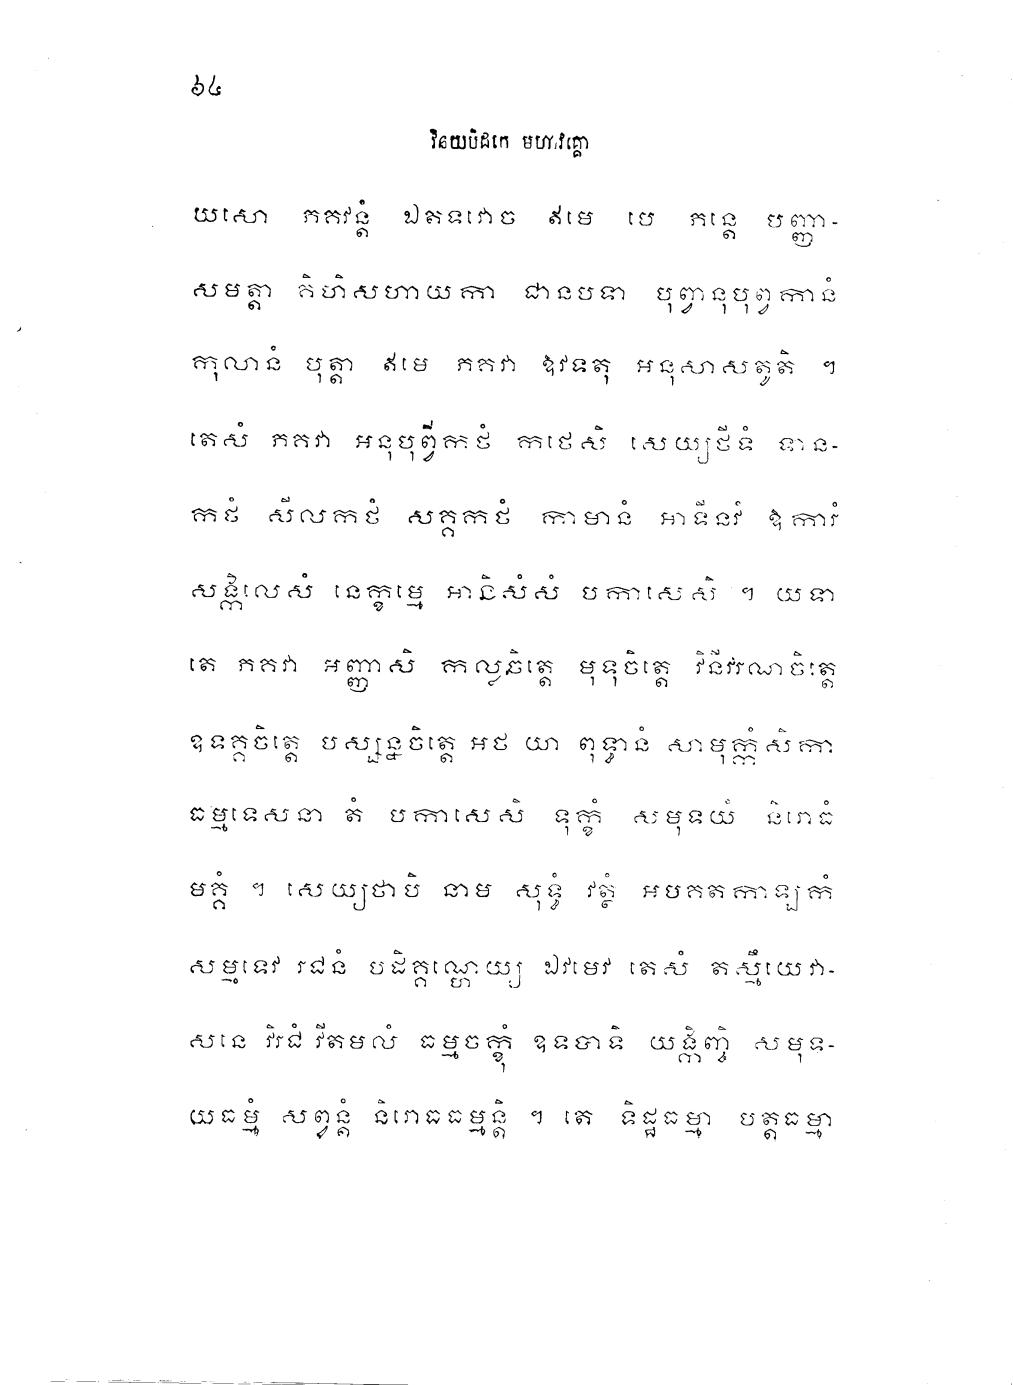 ៦៤
វិនយបិដកេ មហាវគ្គោ
យសោ ភគវន្តំ ឯតទវោច ឥមេ មេ ភន្តេ បញ្ញា-
សមត្តា គិហិសហាយកា ជានបទា បុព្វានុបុព្វកានំ
កុលានំ បុត្តា ឥមេ ភគវា ឱវទតុ អនុសាសតូតិ ។
តេសំ ភគវា អនុបុព្វីកថំ កថេសិ សេយ្យថីទំ ទាន-
កថំ សីលកថំ សគ្គកថំ កាមានំ អាទីនវំ ឱការំ
សង្កិលេសំ នេក្ខម្មេ អានិសំសំ បកាសេសិ ។ យទា
តេ ភគវា អញ្ញាសិ កល្លចិត្តេ មុទុចិត្តេ វិនីវរណចិត្តេ
ឧទគ្គចិត្តេ បសន្នចិត្តេ អថ យា ពុទ្ធានំ សាមុក្កំសិកា
ធម្មទេសនា តំ បកាសេសិ ទុក្ខំ សមុទយំ និរោធំ
មគ្គំ ។ សេយ្យថាបិ នាម សុទ្ធំ វត្ថំ អបគតកាឡកំ
សម្មទេវ រជនំ បដិគ្គណ្ហេយ្យ ឯវមេវ តេសំ តស្មឹយេវា-
សនេ វិរជំ វីតមលំ ធម្មចក្ខុំ ឧទបាទិ យង្កិញ្ចិ សមុទ-
យធម្មំ សព្វន្តំ និរោធធម្មន្តិ ។ តេ ទិដ្ឋធម្មា បត្តធម្មា